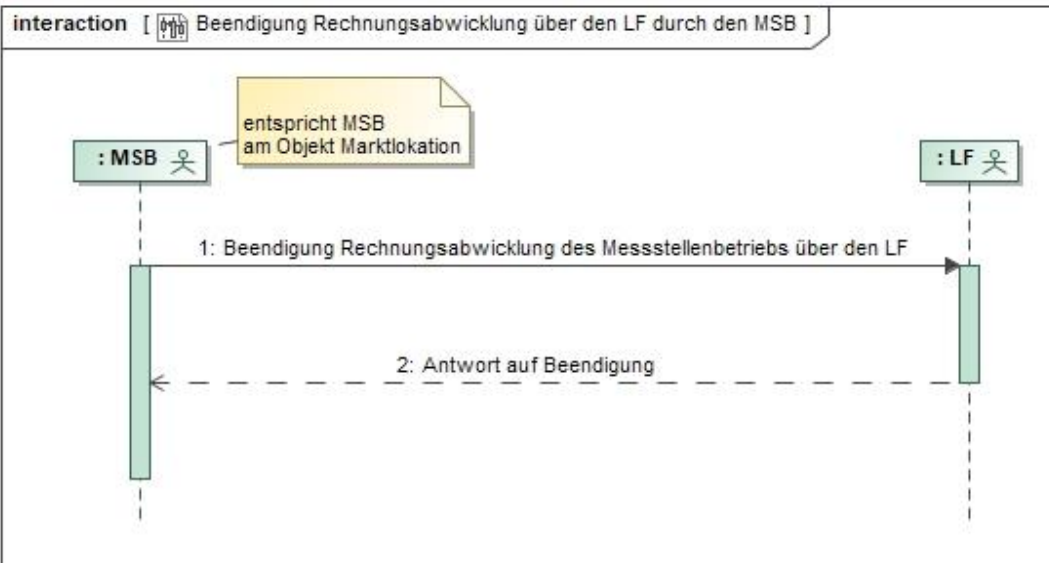 interaction [ Beendigung Rechnungsabwicklung über den LF durch den MSB ]
entspricht MSB
am Objekt Marktlokation
: MSB
: LF
1: Beendigung Rechnungsabwicklung des Messstellenbetriebs über den LF
2: Antwort auf Beendigung